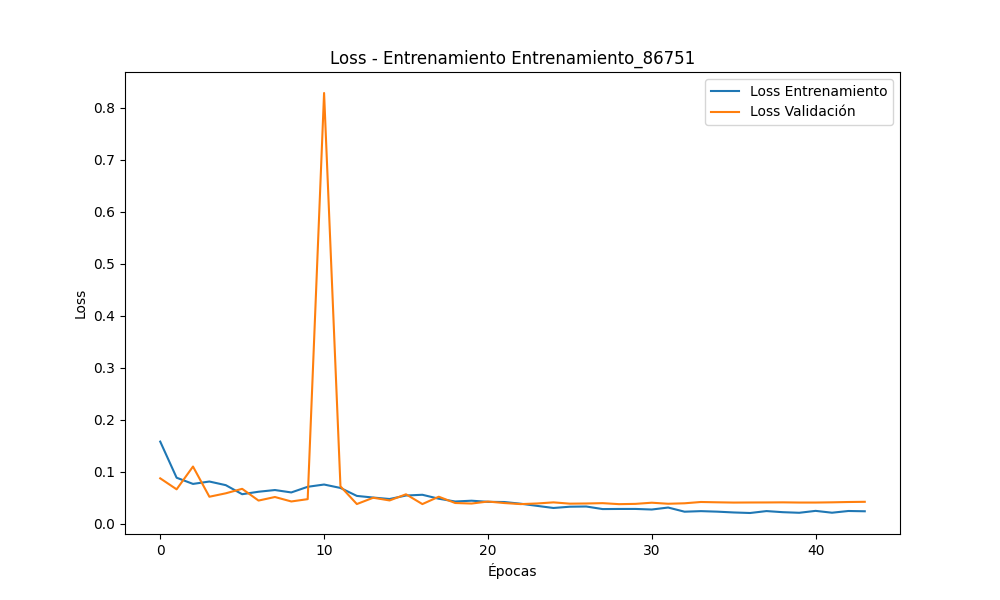 Loss - Entrenamiento Entrenamiento_86751
Loss Entrenamiento
Loss Validación
0.8
0.7
0.6
0.5
0.4
0.3
0.2
0.1
0.0
Loss
0 10 20 30 40
Épocas